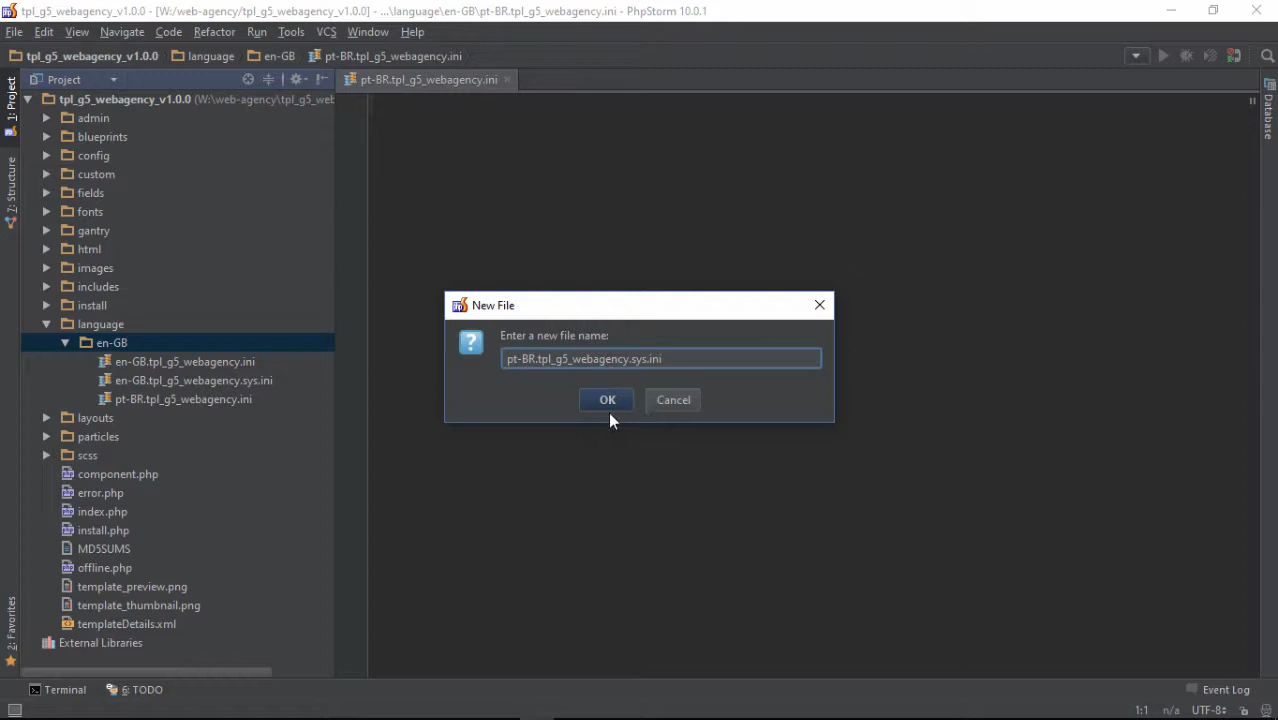 tpl_g5_webagency_v1.0.0 - [W:/web-agency/tpl_g5_webagency_v1.0.0] - ...\language\en-GB\pt-BR.tpl_g5_webagency.ini - PhpStorm 10.0.1
File Edit View Navigate Code Refactor Run Tools VCS Window Help
tpl_g5_webagency_v1.0.0 language en-GB pt-BR.tpl_g5_webagency.ini
1: Project
Z: Structure
2: Favorites
Project
pt-BR.tpl_g5_webagency.ini
Database
tpl_g5_webagency_v1.0.0 (W:\web-agency\tpl_g5_web
admin
blueprints
config
custom
fields
fonts
gantry
html
images
includes
install
language
en-GB
en-GB.tpl_g5_webagency.ini
en-GB.tpl_g5_webagency.sys.ini
pt-BR.tpl_g5_webagency.ini
layouts
particles
scss
component.php
error.php
index.php
install.php
MD5SUMS
offline.php
template_preview.png
template_thumbnail.png
templateDetails.xml
External Libraries
New File
Enter a new file name:
pt-BR.tpl_g5_webagency.sys.ini
OK Cancel
Terminal 6: TODO Event Log
1:1 n/a UTF-8